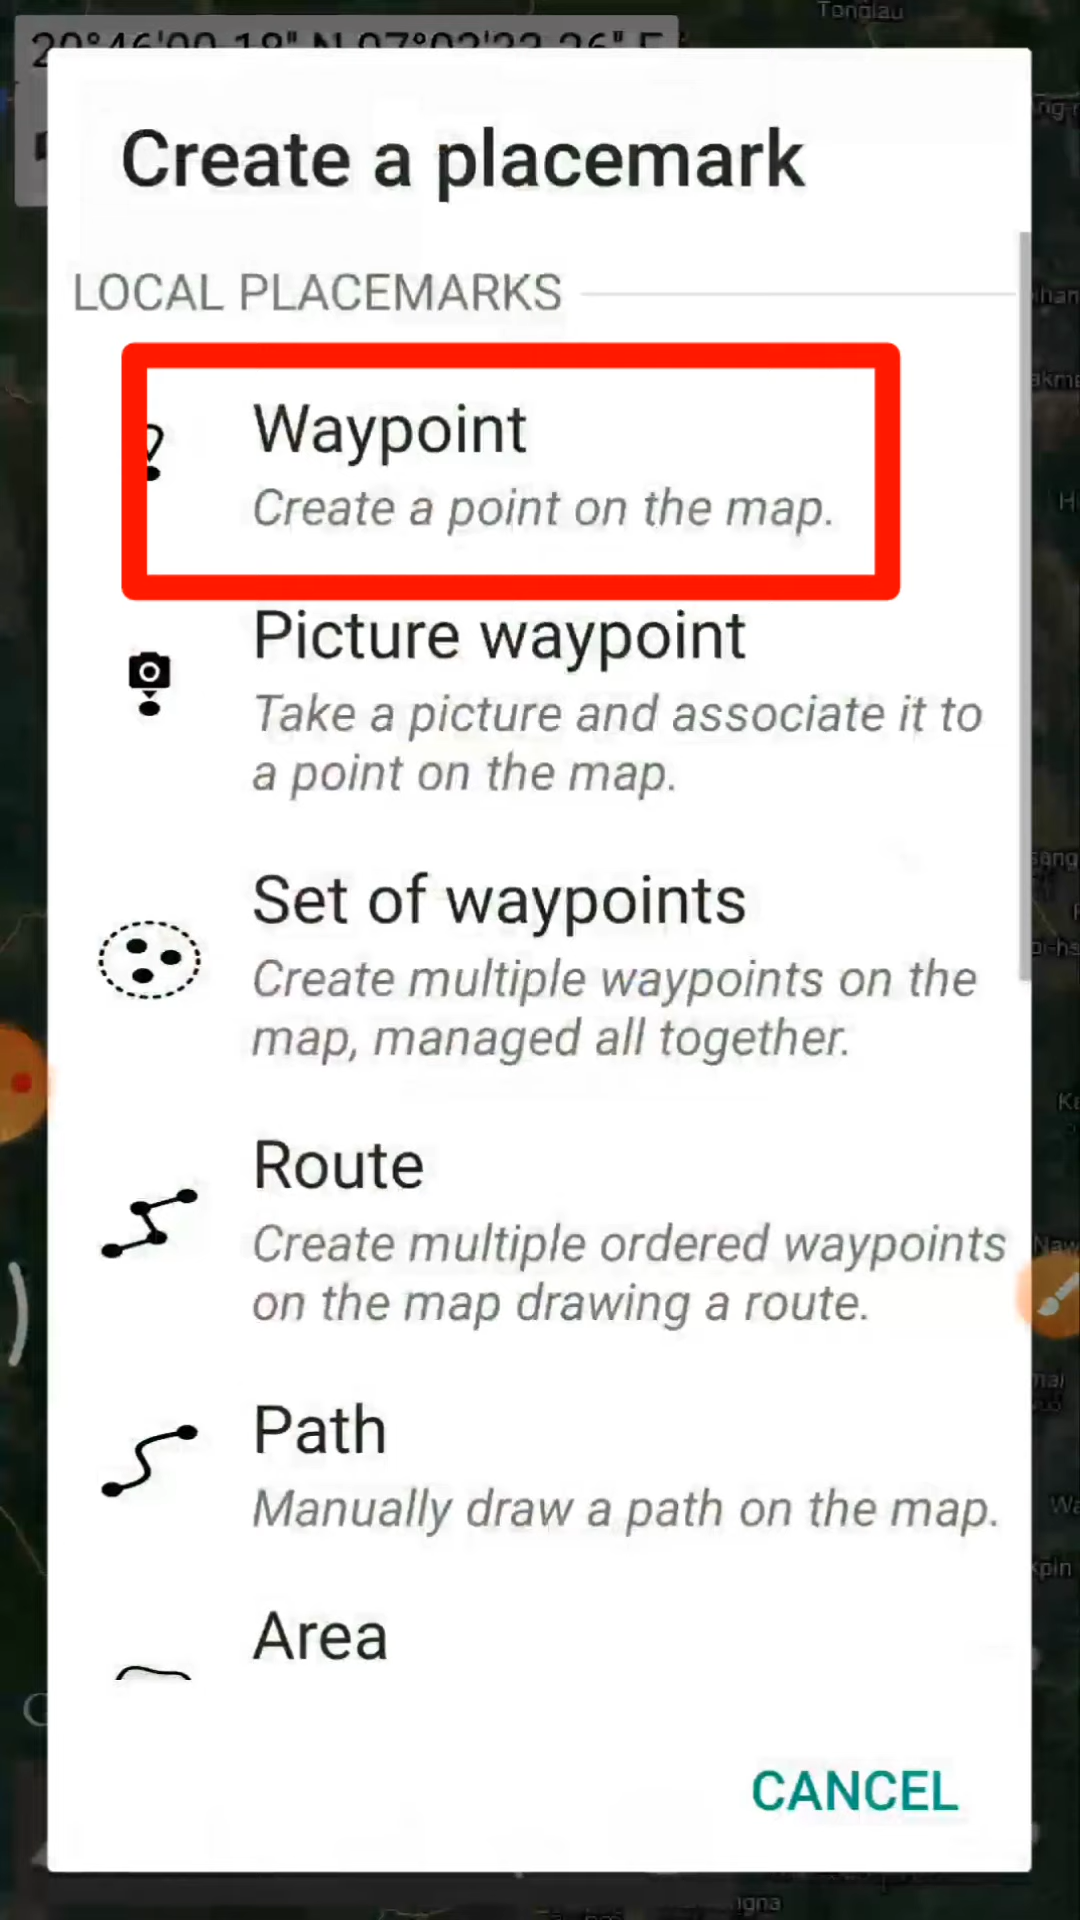 Tonglau
Create a placemark
LOCAL PLACEMARKS
Waypoint
Create a point on the map.
Picture waypoint
Take a picture and associate it to
a point on the map.
Set of waypoints
Create multiple waypoints on the
map, managed all together.
Route
Create multiple ordered waypoints
on the map drawing a route.
Path
Manually draw a path on the map.
Area
CANCEL